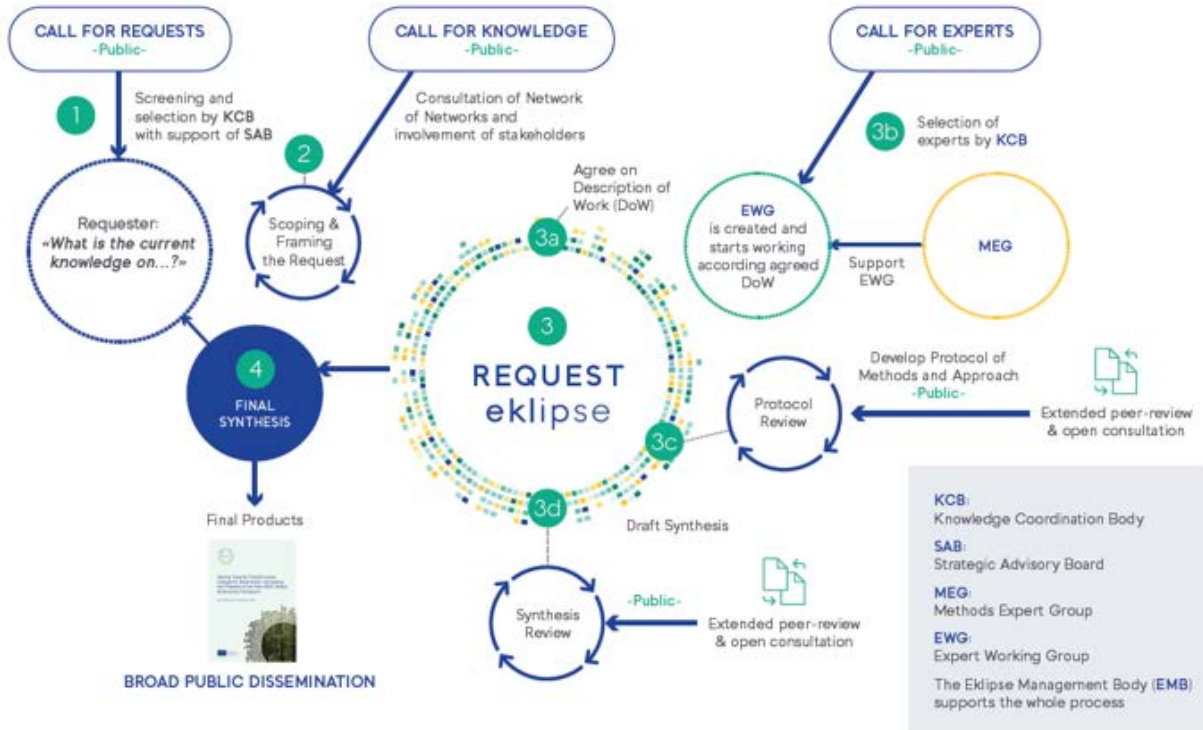 CALL FOR REQUESTS
-Public-
CALL FOR KNOWLEDGE
-Public-
CALL FOR EXPERTS
-Public-
1
Screening and
selection by KCB
with support of SAB
Consultation of Network
of Networks and
involvement of stakeholders
2
3b
Selection of
experts by KCB
Requester:
«What is the current
knowledge on...?»
Scoping &
Framing
the Request
Agree on
Description of
Work (DoW)
3a
EWG
is created and
starts working
according agreed
DoW
Support
EWG
MEG
3
REQUEST
eklipse
4
FINAL
SYNTHESIS
Protocol
Review
Develop Protocol of
Methods and Approach
-Public-
Extended peer-review
& open consultation
3c
3d
Draft Synthesis
Final Products
Synthesis
Review
-Public-
Extended peer-review
& open consultation
BROAD PUBLIC DISSEMINATION
KCB:
Knowledge Coordination Body
SAB:
Strategic Advisory Board
MEG:
Methods Expert Group
EWG:
Expert Working Group
The Eklipse Management Body (EMB)
supports the whole process